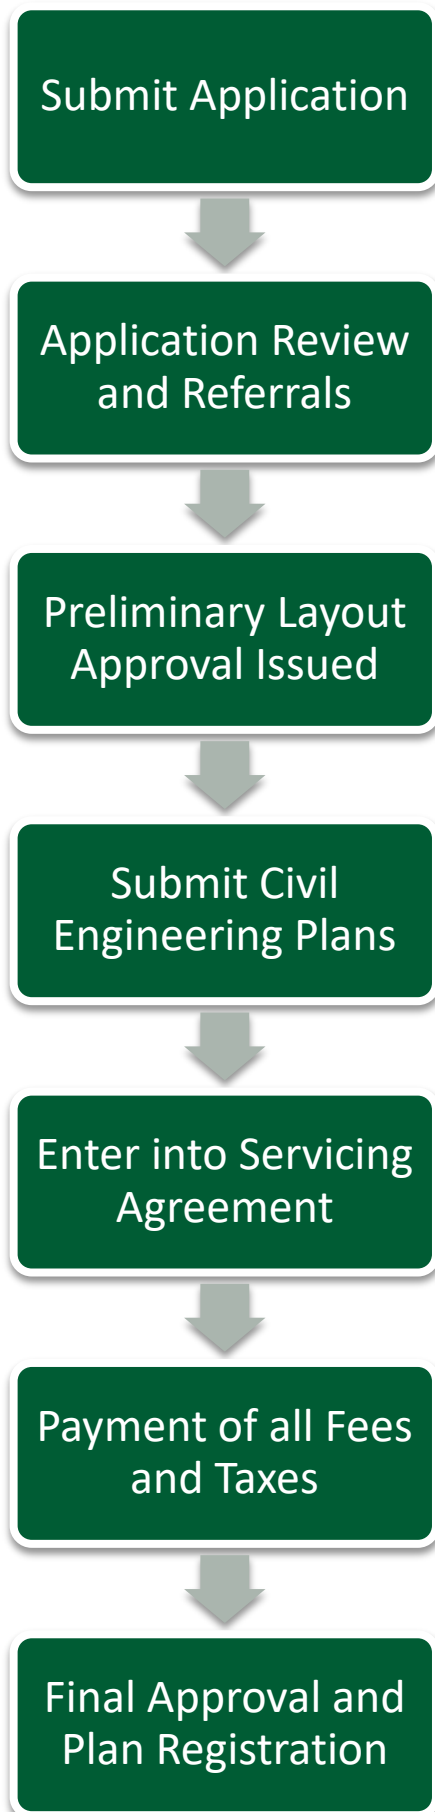 Submit Application
Application Review
and Referrals
Preliminary Layout
Approval Issued
Submit Civil
Engineering Plans
Enter into Servicing
Agreement
Payment of all Fees
and Taxes
Final Approval and
Plan Registration